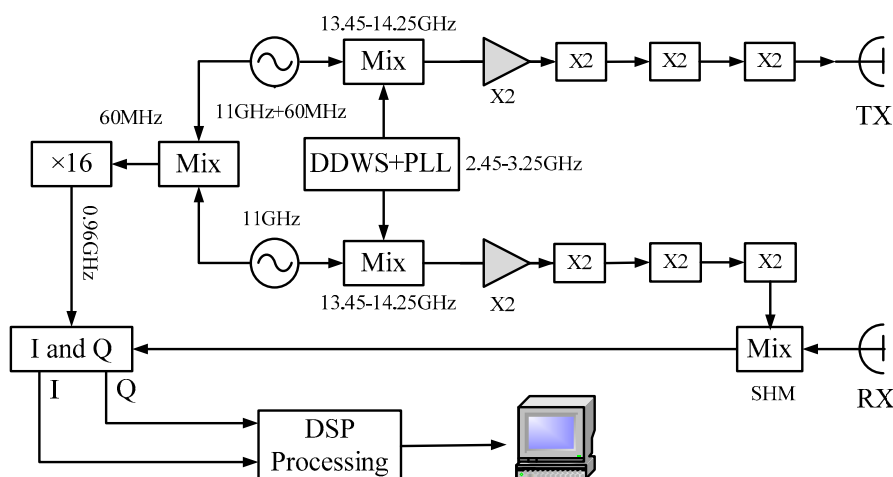 13.45-14.25GHz
Mix
X2
X2
X2
X2
TX
11GHz+60MHz
60MHz
×16
Mix
DDWS+PLL
2.45-3.25GHz
0.96GHz
11GHz
Mix
X2
X2
X2
X2
13.45-14.25GHz
I and Q
Mix
SHM
RX
I
Q
DSP
Processing